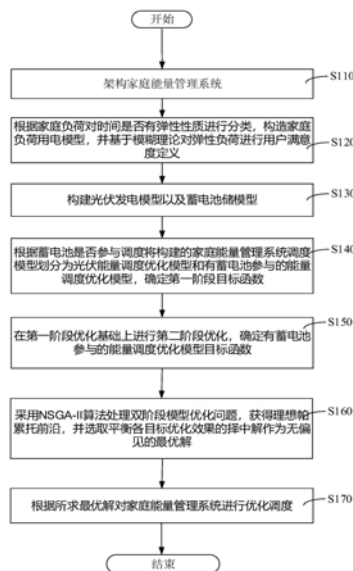 开始
架构家庭能量管理系统
S110
根据家庭负荷对时间是否有弹性性质进行分类，构造家庭
负荷用电模型，并基于模糊理论对弹性负荷进行用户满意
度定义
S120
构建光伏发电模型以及蓄电池储模型
S130
根据蓄电池是否参与调度将构建的家庭能量管理系统调度
模型划分为光伏能量调度优化模型和有蓄电池参与的能量
调度优化模型，确定第一阶段目标函数
S140
在第一阶段优化基础上进行第二阶段优化，确定有蓄电池
参与的能量调度优化模型目标函数
S150
采用NSGA-II算法处理双阶段模型优化问题，获得理想帕
累托前沿，并选取平衡各目标优化效果的择中解作为无偏
见的最优解
S160
根据所求最优解对家庭能量管理系统进行优化调度
S170
结束